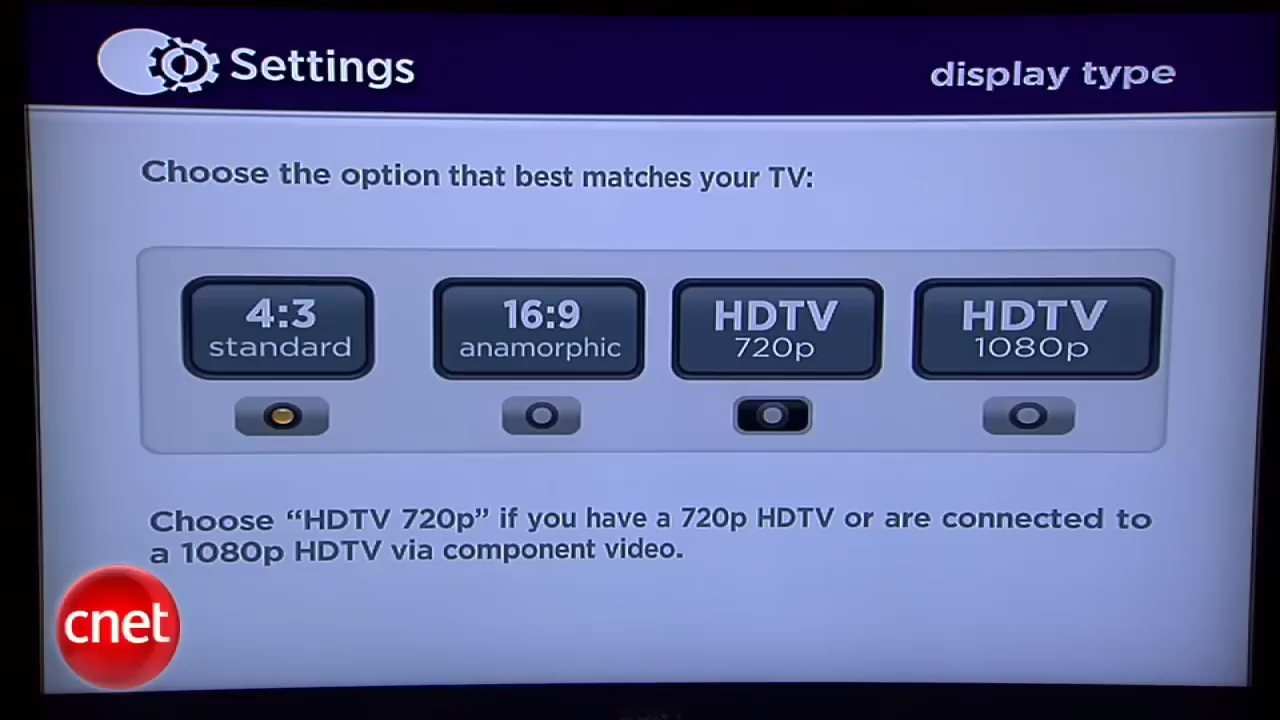 Settings
display type
Choose the option that best matches your TV:
4:3
standard
16:9
anamorphic
HDTV
720p
HDTV
1080p
Choose “HDTV 720p” if you have a 720p HDTV or are connected to
a 1080p HDTV via component video.
cnet
SONY